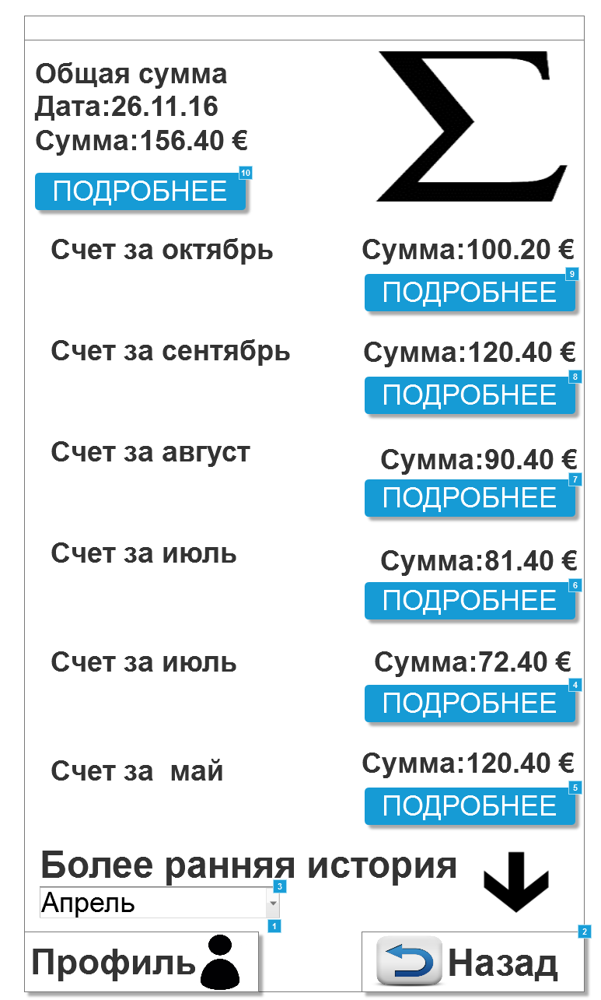 Общая сумма
Дата:26.11.16
Сумма:156.40 €
10
ПОДРОБНЕЕ
Счет за октябрь Сумма:100.20 €
9
ПОДРОБНЕЕ
Счет за сентябрь Сумма:120.40 €
8
ПОДРОБНЕЕ
Счет за август Сумма:90.40 €
7
ПОДРОБНЕЕ
Счет за июль Сумма:81.40 €
6
ПОДРОБНЕЕ
Счет за июль Сумма:72.40 €
4
ПОДРОБНЕЕ
Счет за  май Сумма:120.40 €
5
ПОДРОБНЕЕ
Более ранняя история
3
Апрель
1
2
Профиль Назад